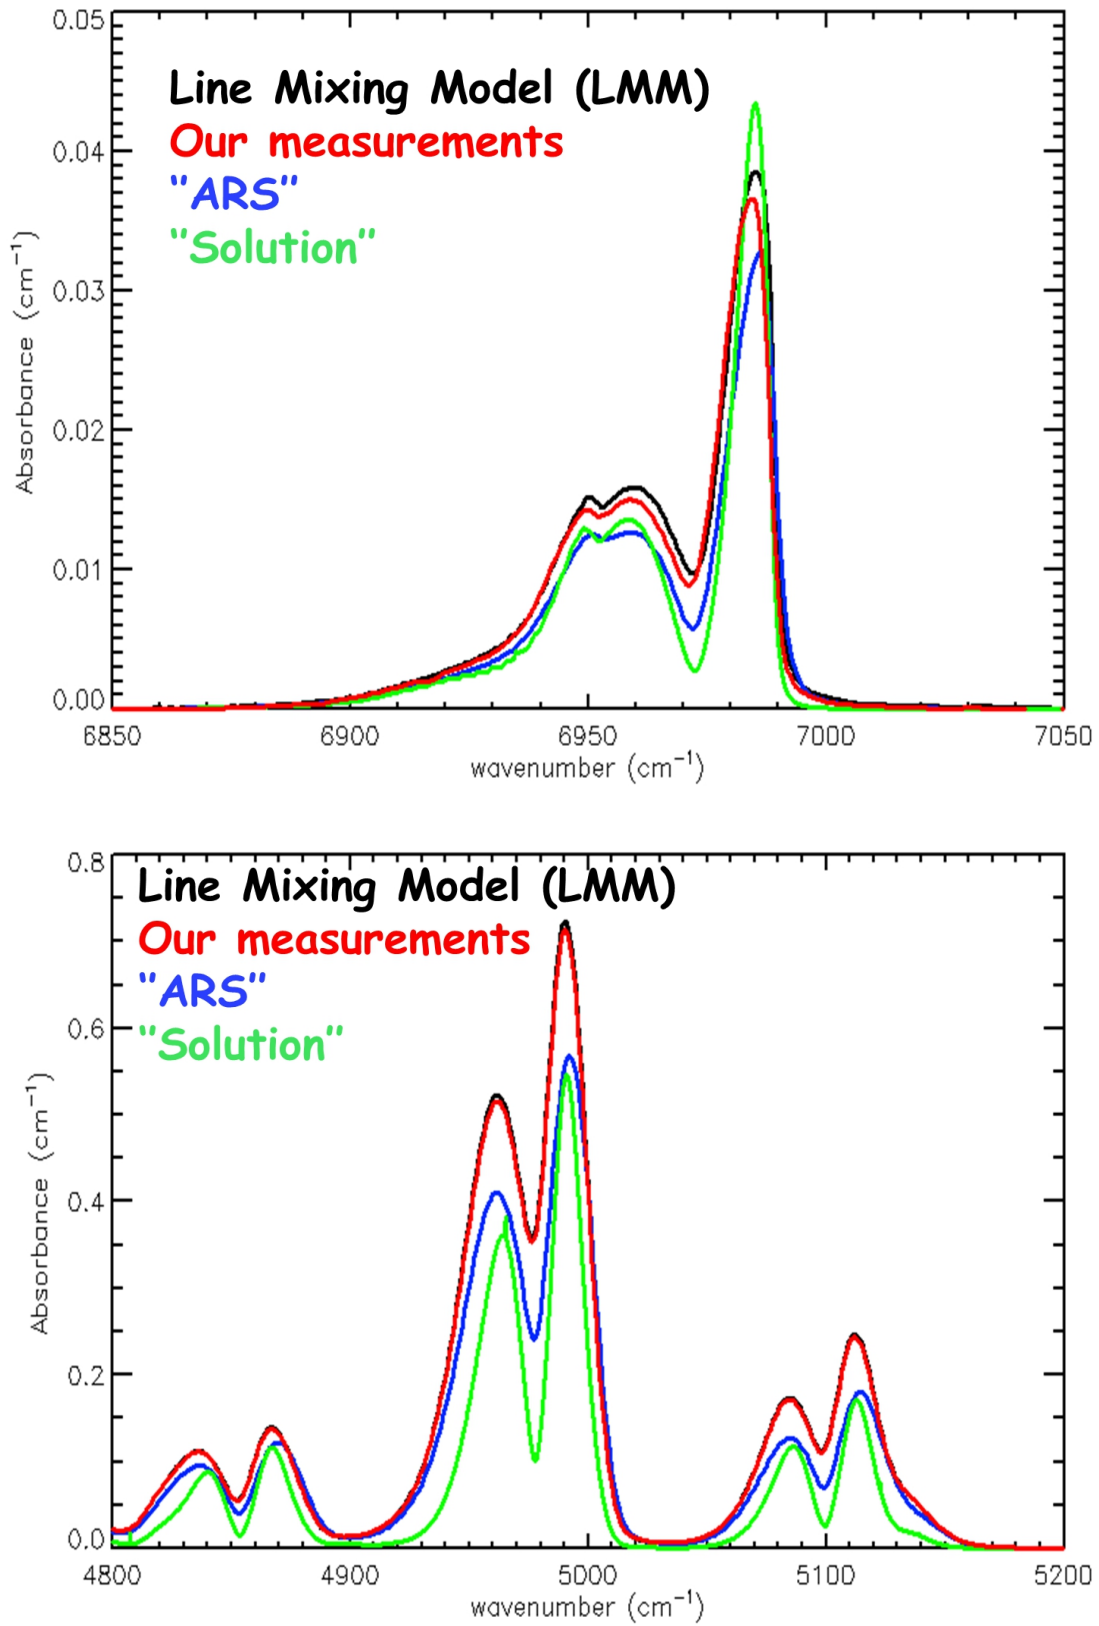 0.05
Line Mixing Model (LMM)
Our measurements
"ARS"
"Solution"
0.04
0.03
0.02
0.01
0.00
Absorbance (cm⁻¹)
6850 6900 6950 7000 7050
wavenumber (cm⁻¹)
0.8
Line Mixing Model (LMM)
Our measurements
"ARS"
"Solution"
0.6
0.4
0.2
0.0
Absorbance (cm⁻¹)
4800 4900 5000 5100 5200
wavenumber (cm⁻¹)